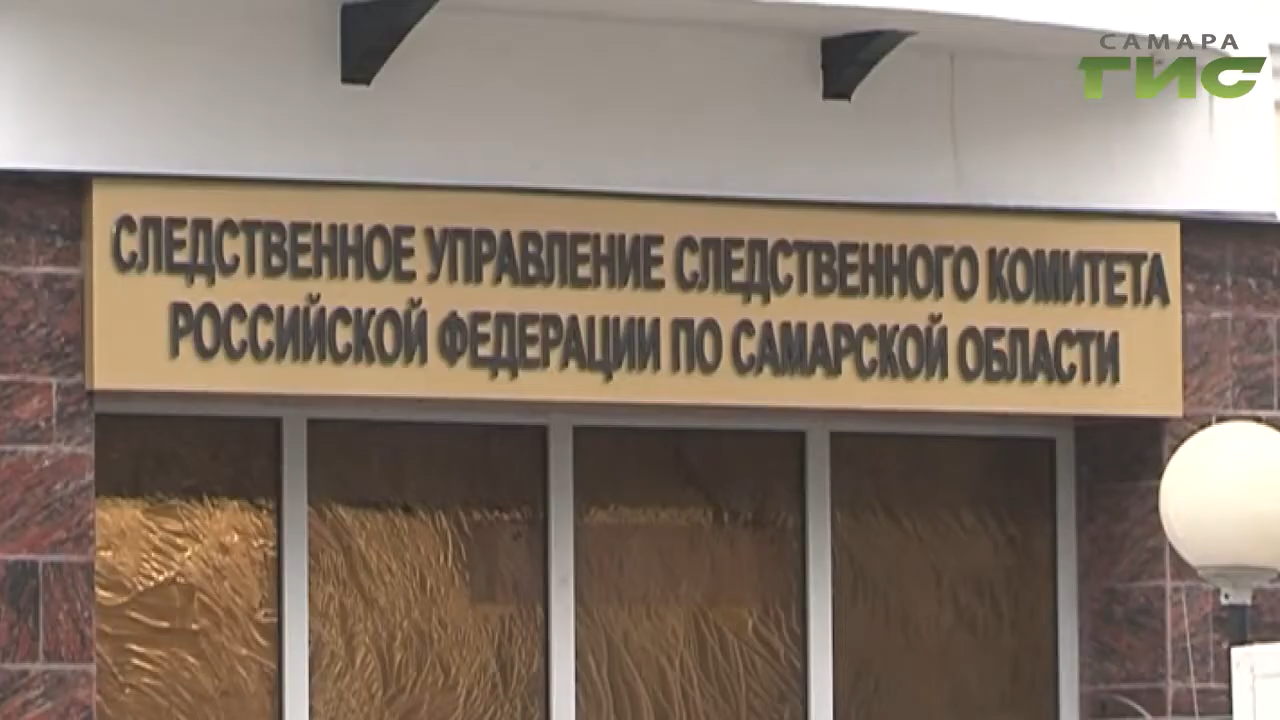 САМАРА
ГИС
СЛЕДСТВЕННОЕ УПРАВЛЕНИЕ СЛЕДСТВЕННОГО КОМИТЕТА
РОССИЙСКОЙ ФЕДЕРАЦИИ ПО САМАРСКОЙ ОБЛАСТИ